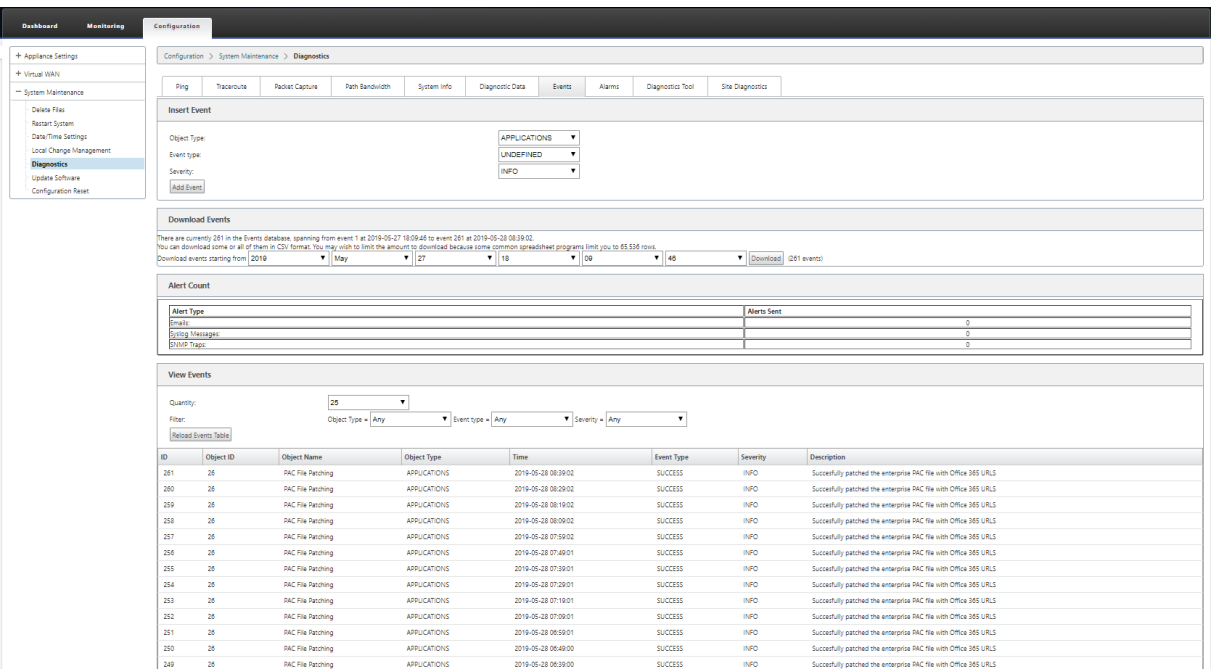 Dashboard Monitoring Configuration
+ Appliance Settings
+ Virtual WAN
− System Maintenance
Delete Files
Restart System
Date/Time Settings
Local Change Management
Diagnostics
Update Software
Configuration Reset
Configuration > System Maintenance > Diagnostics
Ping Traceroute Packet Capture Path Bandwidth System Info Diagnostic Data Events Alarms Diagnostics Tool Site Diagnostics
Insert Event
Object Type: APPLICATIONS
Event type: UNDEFINED
Severity: INFO
Add Event
Download Events
There are currently 261 in the Events database, spanning from event 1 at 2019-05-27 18:09:46 to event 261 at 2019-05-28 08:39:02.
You can download some or all of them in CSV format. You may wish to limit the amount to download because some common spreadsheet programs limit you to 65,536 rows.
Download events starting from 2019 May 27 18 09 46 Download (261 events)
Alert Count
Alert Type Alerts Sent
Emails: 0
Syslog Messages: 0
SNMP Traps: 0
View Events
Quantity: 25
Filter: Object Type = Any Event type = Any Severity = Any
Reload Events Table
ID Object ID Object Name Object Type Time Event Type Severity Description
261 26 PAC File Patching APPLICATIONS 2019-05-28 08:39:02 SUCCESS INFO Succesfully patched the enterprise PAC file with Office 365 URLS
260 26 PAC File Patching APPLICATIONS 2019-05-28 08:29:02 SUCCESS INFO Succesfully patched the enterprise PAC file with Office 365 URLS
259 26 PAC File Patching APPLICATIONS 2019-05-28 08:19:02 SUCCESS INFO Succesfully patched the enterprise PAC file with Office 365 URLS
258 26 PAC File Patching APPLICATIONS 2019-05-28 08:09:02 SUCCESS INFO Succesfully patched the enterprise PAC file with Office 365 URLS
257 26 PAC File Patching APPLICATIONS 2019-05-28 07:59:02 SUCCESS INFO Succesfully patched the enterprise PAC file with Office 365 URLS
256 26 PAC File Patching APPLICATIONS 2019-05-28 07:49:01 SUCCESS INFO Succesfully patched the enterprise PAC file with Office 365 URLS
255 26 PAC File Patching APPLICATIONS 2019-05-28 07:39:01 SUCCESS INFO Succesfully patched the enterprise PAC file with Office 365 URLS
254 26 PAC File Patching APPLICATIONS 2019-05-28 07:29:01 SUCCESS INFO Succesfully patched the enterprise PAC file with Office 365 URLS
253 26 PAC File Patching APPLICATIONS 2019-05-28 07:19:01 SUCCESS INFO Succesfully patched the enterprise PAC file with Office 365 URLS
252 26 PAC File Patching APPLICATIONS 2019-05-28 07:09:01 SUCCESS INFO Succesfully patched the enterprise PAC file with Office 365 URLS
251 26 PAC File Patching APPLICATIONS 2019-05-28 06:59:01 SUCCESS INFO Succesfully patched the enterprise PAC file with Office 365 URLS
250 26 PAC File Patching APPLICATIONS 2019-05-28 06:49:00 SUCCESS INFO Succesfully patched the enterprise PAC file with Office 365 URLS
249 26 PAC File Patching APPLICATIONS 2019-05-28 06:39:00 SUCCESS INFO Succesfully patched the enterprise PAC file with Office 365 URLS